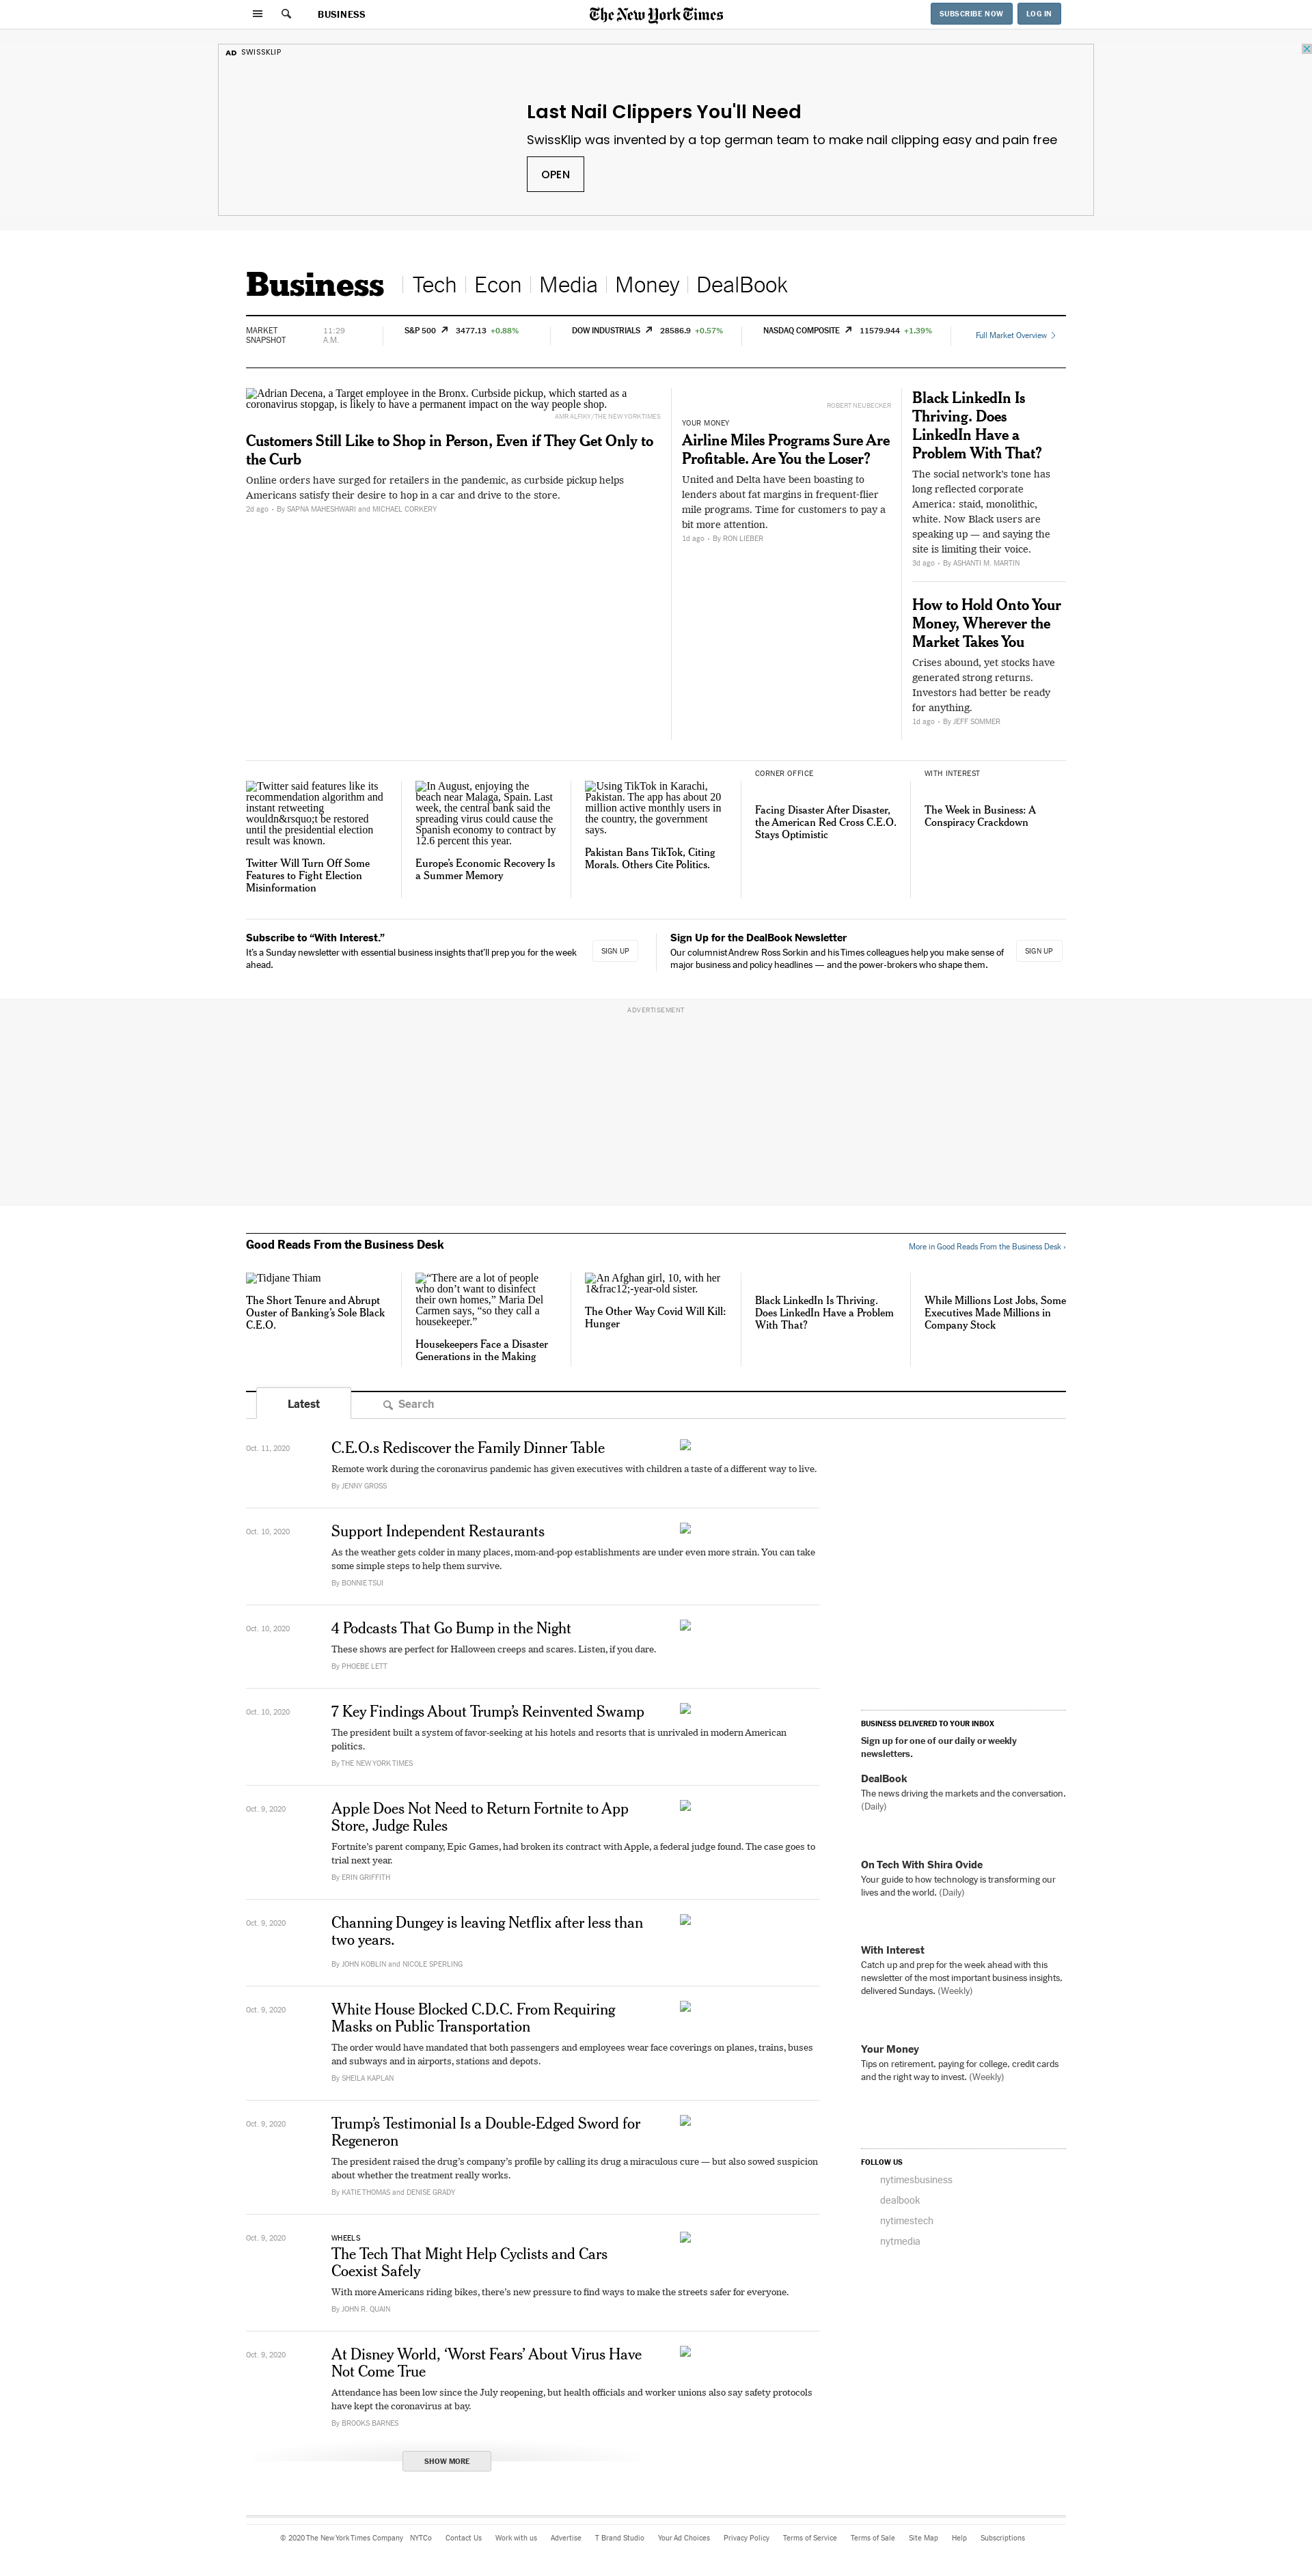 BUSINESS
The New York Times
SUBSCRIBE NOW
LOG IN
AD SWISSKLIP
Last Nail Clippers You'll Need
SwissKlip was invented by a top german team to make nail clipping easy and pain free
OPEN
Business
Tech
Econ
Media
Money
DealBook
MARKET
SNAPSHOT
11:29
A.M.
S&P 500 3477.13 +0.88%
DOW INDUSTRIALS 28586.9 +0.57%
NASDAQ COMPOSITE 11579.944 +1.39%
Full Market Overview
Adrian Decena, a Target employee in the Bronx. Curbside pickup, which started as a
coronavirus stopgap, is likely to have a permanent impact on the way people shop.
AMR ALFIKY/THE NEW YORK TIMES
Customers Still Like to Shop in Person, Even if They Get Only to
the Curb
Online orders have surged for retailers in the pandemic, as curbside pickup helps
Americans satisfy their desire to hop in a car and drive to the store.
2d ago • By SAPNA MAHESHWARI and MICHAEL CORKERY
ROBERT NEUBECKER
YOUR MONEY
Airline Miles Programs Sure Are
Profitable. Are You the Loser?
United and Delta have been boasting to
lenders about fat margins in frequent-flier
mile programs. Time for customers to pay a
bit more attention.
1d ago • By RON LIEBER
Black LinkedIn Is
Thriving. Does
LinkedIn Have a
Problem With That?
The social network's tone has
long reflected corporate
America: staid, monolithic,
white. Now Black users are
speaking up — and saying the
site is limiting their voice.
3d ago • By ASHANTI M. MARTIN
How to Hold Onto Your
Money, Wherever the
Market Takes You
Crises abound, yet stocks have
generated strong returns.
Investors had better be ready
for anything.
1d ago • By JEFF SOMMER
Twitter said features like its
recommendation algorithm and
instant retweeting
wouldn&rsquo;t be restored
until the presidential election
result was known.
Twitter Will Turn Off Some
Features to Fight Election
Misinformation
In August, enjoying the
beach near Malaga, Spain. Last
week, the central bank said the
spreading virus could cause the
Spanish economy to contract by
12.6 percent this year.
Europe's Economic Recovery Is
a Summer Memory
Using TikTok in Karachi,
Pakistan. The app has about 20
million active monthly users in
the country, the government
says.
Pakistan Bans TikTok, Citing
Morals. Others Cite Politics.
CORNER OFFICE
Facing Disaster After Disaster,
the American Red Cross C.E.O.
Stays Optimistic
WITH INTEREST
The Week in Business: A
Conspiracy Crackdown
Subscribe to “With Interest.”
It's a Sunday newsletter with essential business insights that'll prep you for the week
ahead.
SIGN UP
Sign Up for the DealBook Newsletter
Our columnist Andrew Ross Sorkin and his Times colleagues help you make sense of
major business and policy headlines — and the power-brokers who shape them.
SIGN UP
ADVERTISEMENT
Good Reads From the Business Desk
More in Good Reads From the Business Desk ›
Tidjane Thiam
The Short Tenure and Abrupt
Ouster of Banking's Sole Black
C.E.O.
“There are a lot of people
who don't want to disinfect
their own homes,” Maria Del
Carmen says, “so they call a
housekeeper.”
Housekeepers Face a Disaster
Generations in the Making
An Afghan girl, 10, with her
1&frac12;-year-old sister.
The Other Way Covid Will Kill:
Hunger
Black LinkedIn Is Thriving.
Does LinkedIn Have a Problem
With That?
While Millions Lost Jobs, Some
Executives Made Millions in
Company Stock
Latest
Search
Oct. 11, 2020
C.E.O.s Rediscover the Family Dinner Table
Remote work during the coronavirus pandemic has given executives with children a taste of a different way to live.
By JENNY GROSS
Oct. 10, 2020
Support Independent Restaurants
As the weather gets colder in many places, mom-and-pop establishments are under even more strain. You can take
some simple steps to help them survive.
By BONNIE TSUI
Oct. 10, 2020
4 Podcasts That Go Bump in the Night
These shows are perfect for Halloween creeps and scares. Listen, if you dare.
By PHOEBE LETT
Oct. 10, 2020
7 Key Findings About Trump's Reinvented Swamp
The president built a system of favor-seeking at his hotels and resorts that is unrivaled in modern American
politics.
By THE NEW YORK TIMES
Oct. 9, 2020
Apple Does Not Need to Return Fortnite to App
Store, Judge Rules
Fortnite's parent company, Epic Games, had broken its contract with Apple, a federal judge found. The case goes to
trial next year.
By ERIN GRIFFITH
Oct. 9, 2020
Channing Dungey is leaving Netflix after less than
two years.
By JOHN KOBLIN and NICOLE SPERLING
Oct. 9, 2020
White House Blocked C.D.C. From Requiring
Masks on Public Transportation
The order would have mandated that both passengers and employees wear face coverings on planes, trains, buses
and subways and in airports, stations and depots.
By SHEILA KAPLAN
Oct. 9, 2020
Trump's Testimonial Is a Double-Edged Sword for
Regeneron
The president raised the drug's company's profile by calling its drug a miraculous cure — but also sowed suspicion
about whether the treatment really works.
By KATIE THOMAS and DENISE GRADY
Oct. 9, 2020
WHEELS
The Tech That Might Help Cyclists and Cars
Coexist Safely
With more Americans riding bikes, there's new pressure to find ways to make the streets safer for everyone.
By JOHN R. QUAIN
Oct. 9, 2020
At Disney World, ‘Worst Fears’ About Virus Have
Not Come True
Attendance has been low since the July reopening, but health officials and worker unions also say safety protocols
have kept the coronavirus at bay.
By BROOKS BARNES
SHOW MORE
BUSINESS DELIVERED TO YOUR INBOX
Sign up for one of our daily or weekly
newsletters.
DealBook
The news driving the markets and the conversation.
(Daily)
On Tech With Shira Ovide
Your guide to how technology is transforming our
lives and the world. (Daily)
With Interest
Catch up and prep for the week ahead with this
newsletter of the most important business insights,
delivered Sundays. (Weekly)
Your Money
Tips on retirement, paying for college, credit cards
and the right way to invest. (Weekly)
FOLLOW US
nytimesbusiness
dealbook
nytimestech
nytmedia
© 2020 The New York Times Company NYTCo Contact Us Work with us Advertise T Brand Studio Your Ad Choices Privacy Policy Terms of Service Terms of Sale Site Map Help Subscriptions